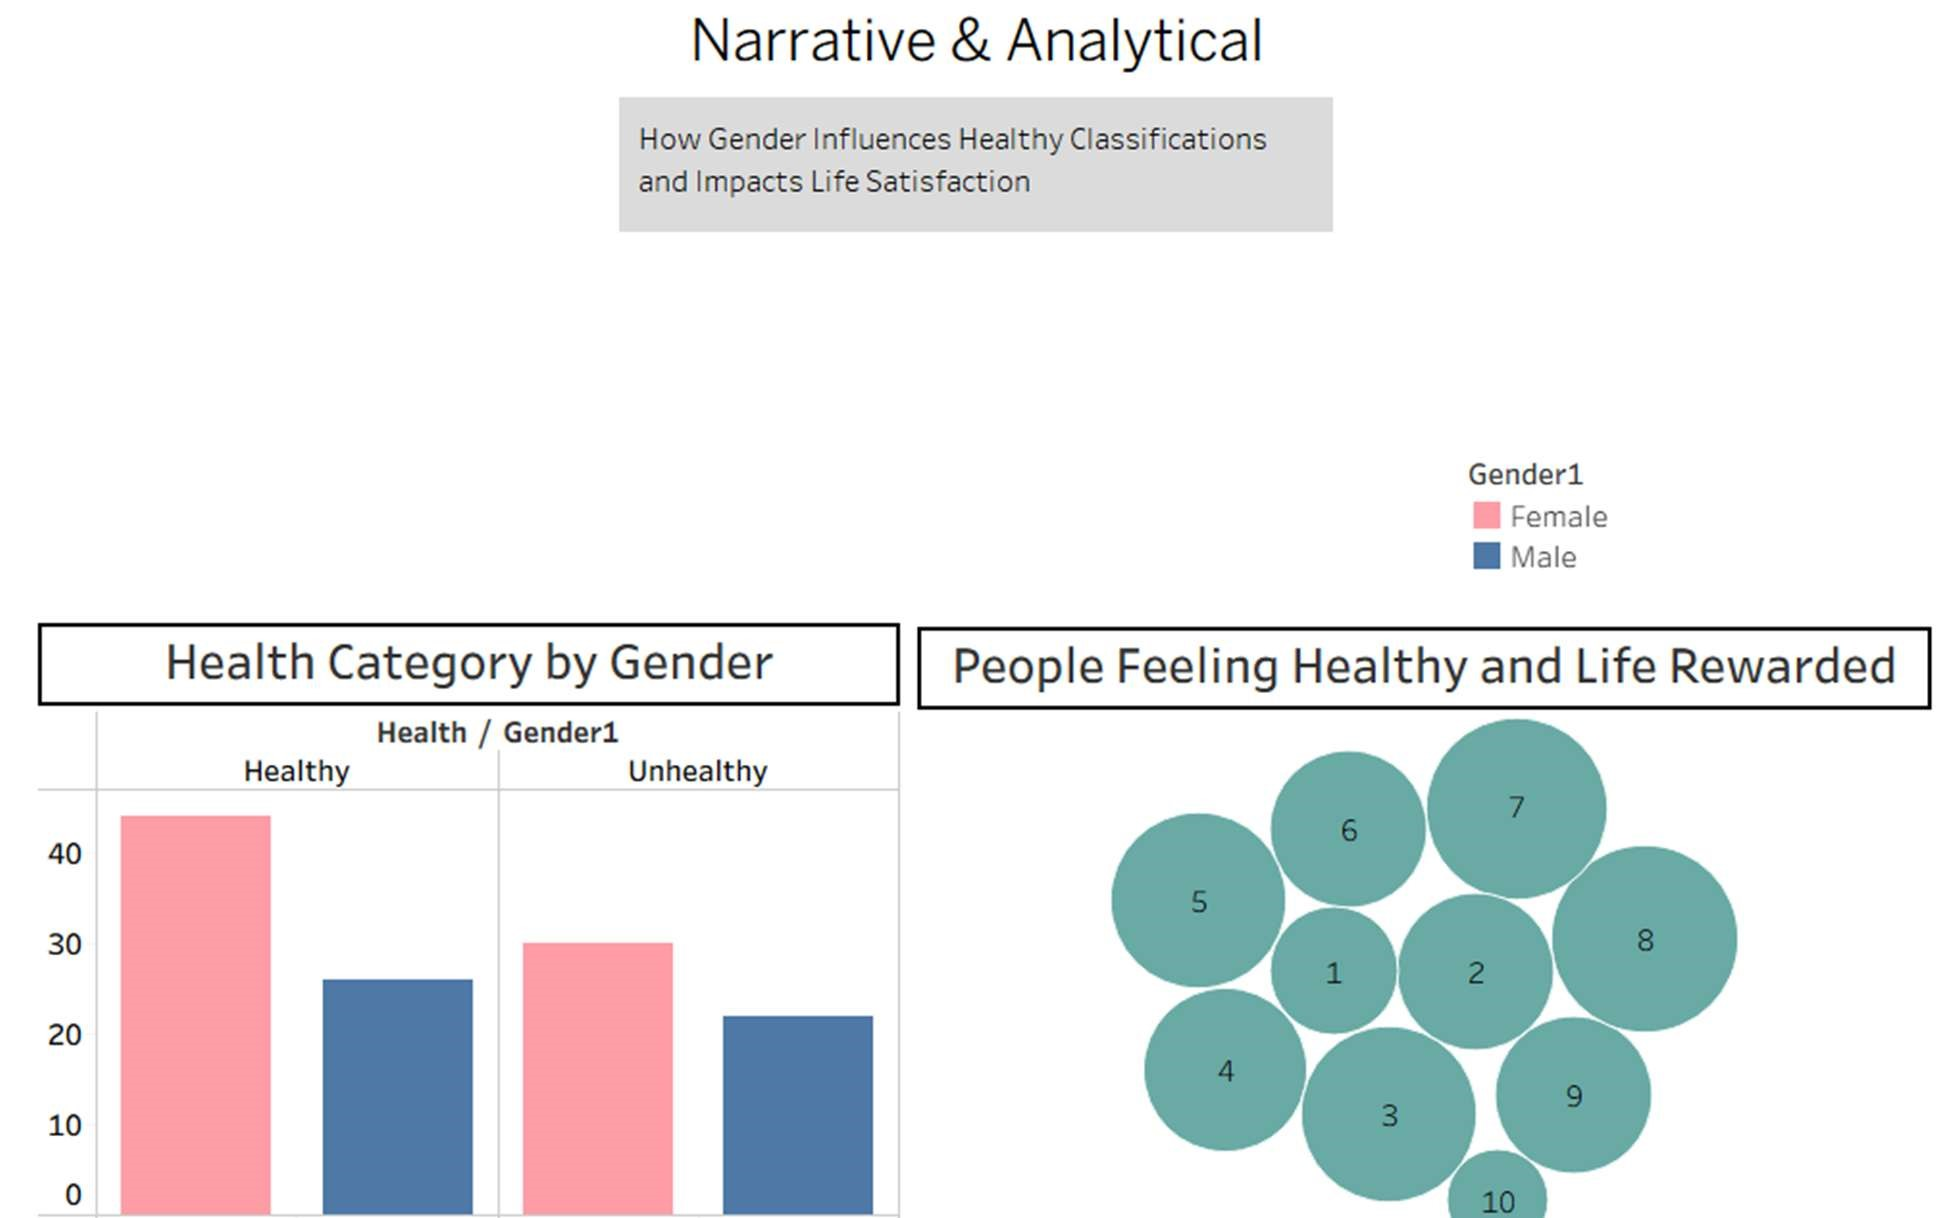 Narrative & Analytical
How Gender Influences Healthy Classifications
and Impacts Life Satisfaction
Gender1
Female
Male
Health Category by Gender
Health / Gender1
Healthy
Unhealthy
40
30
20
10
0
People Feeling Healthy and Life Rewarded
7
6
5
8
1
2
4
9
3
10